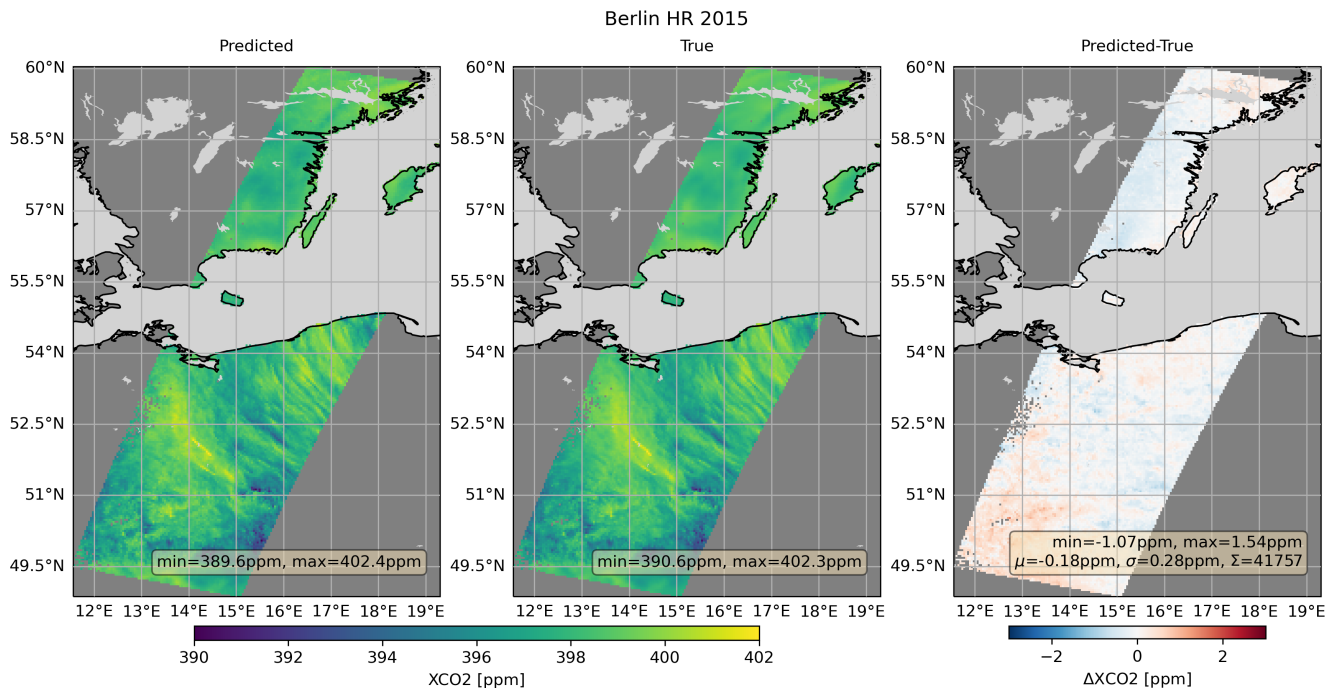 Berlin HR 2015
Predicted
60°N
58.5°N
57°N
55.5°N
54°N
52.5°N
51°N
49.5°N
min=389.6ppm, max=402.4ppm
12°E 13°E 14°E 15°E 16°E 17°E 18°E 19°E
True
60°N
58.5°N
57°N
55.5°N
54°N
52.5°N
51°N
49.5°N
min=390.6ppm, max=402.3ppm
12°E 13°E 14°E 15°E 16°E 17°E 18°E 19°E
390 392 394 396 398 400 402
XCO2 [ppm]
Predicted-True
60°N
58.5°N
57°N
55.5°N
54°N
52.5°N
51°N
49.5°N
min=-1.07ppm, max=1.54ppm
μ=-0.18ppm, σ=0.28ppm, Σ=41757
12°E 13°E 14°E 15°E 16°E 17°E 18°E 19°E
−2 0 2
ΔXCO2 [ppm]